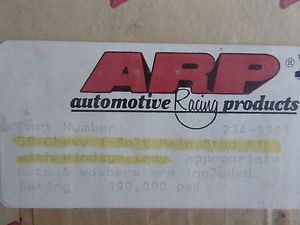 ARP®
automotive Racing products
Part Number: 234-5501
SB Chevy 4-Bolt Main Stud Kit
with Windage Tray, appropriate
nuts & washers are included.
Rating: 190,000 psi